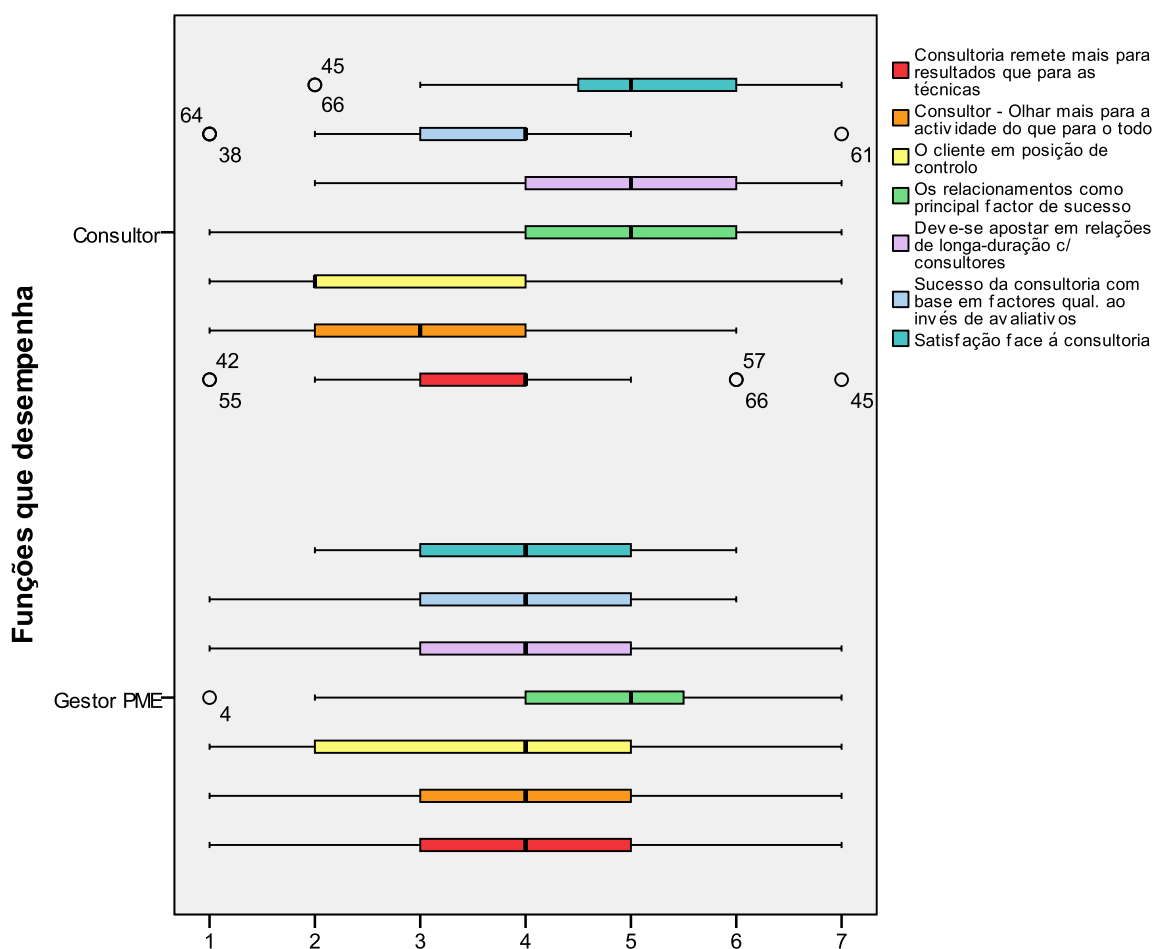 45
66
64
38
61
Consultor
42
55
57
66
45
Funções que desempenha
Gestor PME
4
1 2 3 4 5 6 7
Consultoria remete mais para
resultados que para as
técnicas
Consultor - Olhar mais para a
actividade do que para o todo
O cliente em posição de
controlo
Os relacionamentos como
principal factor de sucesso
Deve-se apostar em relações
de longa-duração c/
consultores
Sucesso da consultoria com
base em factores qual. ao
invés de avaliativos
Satisfação face á consultoria